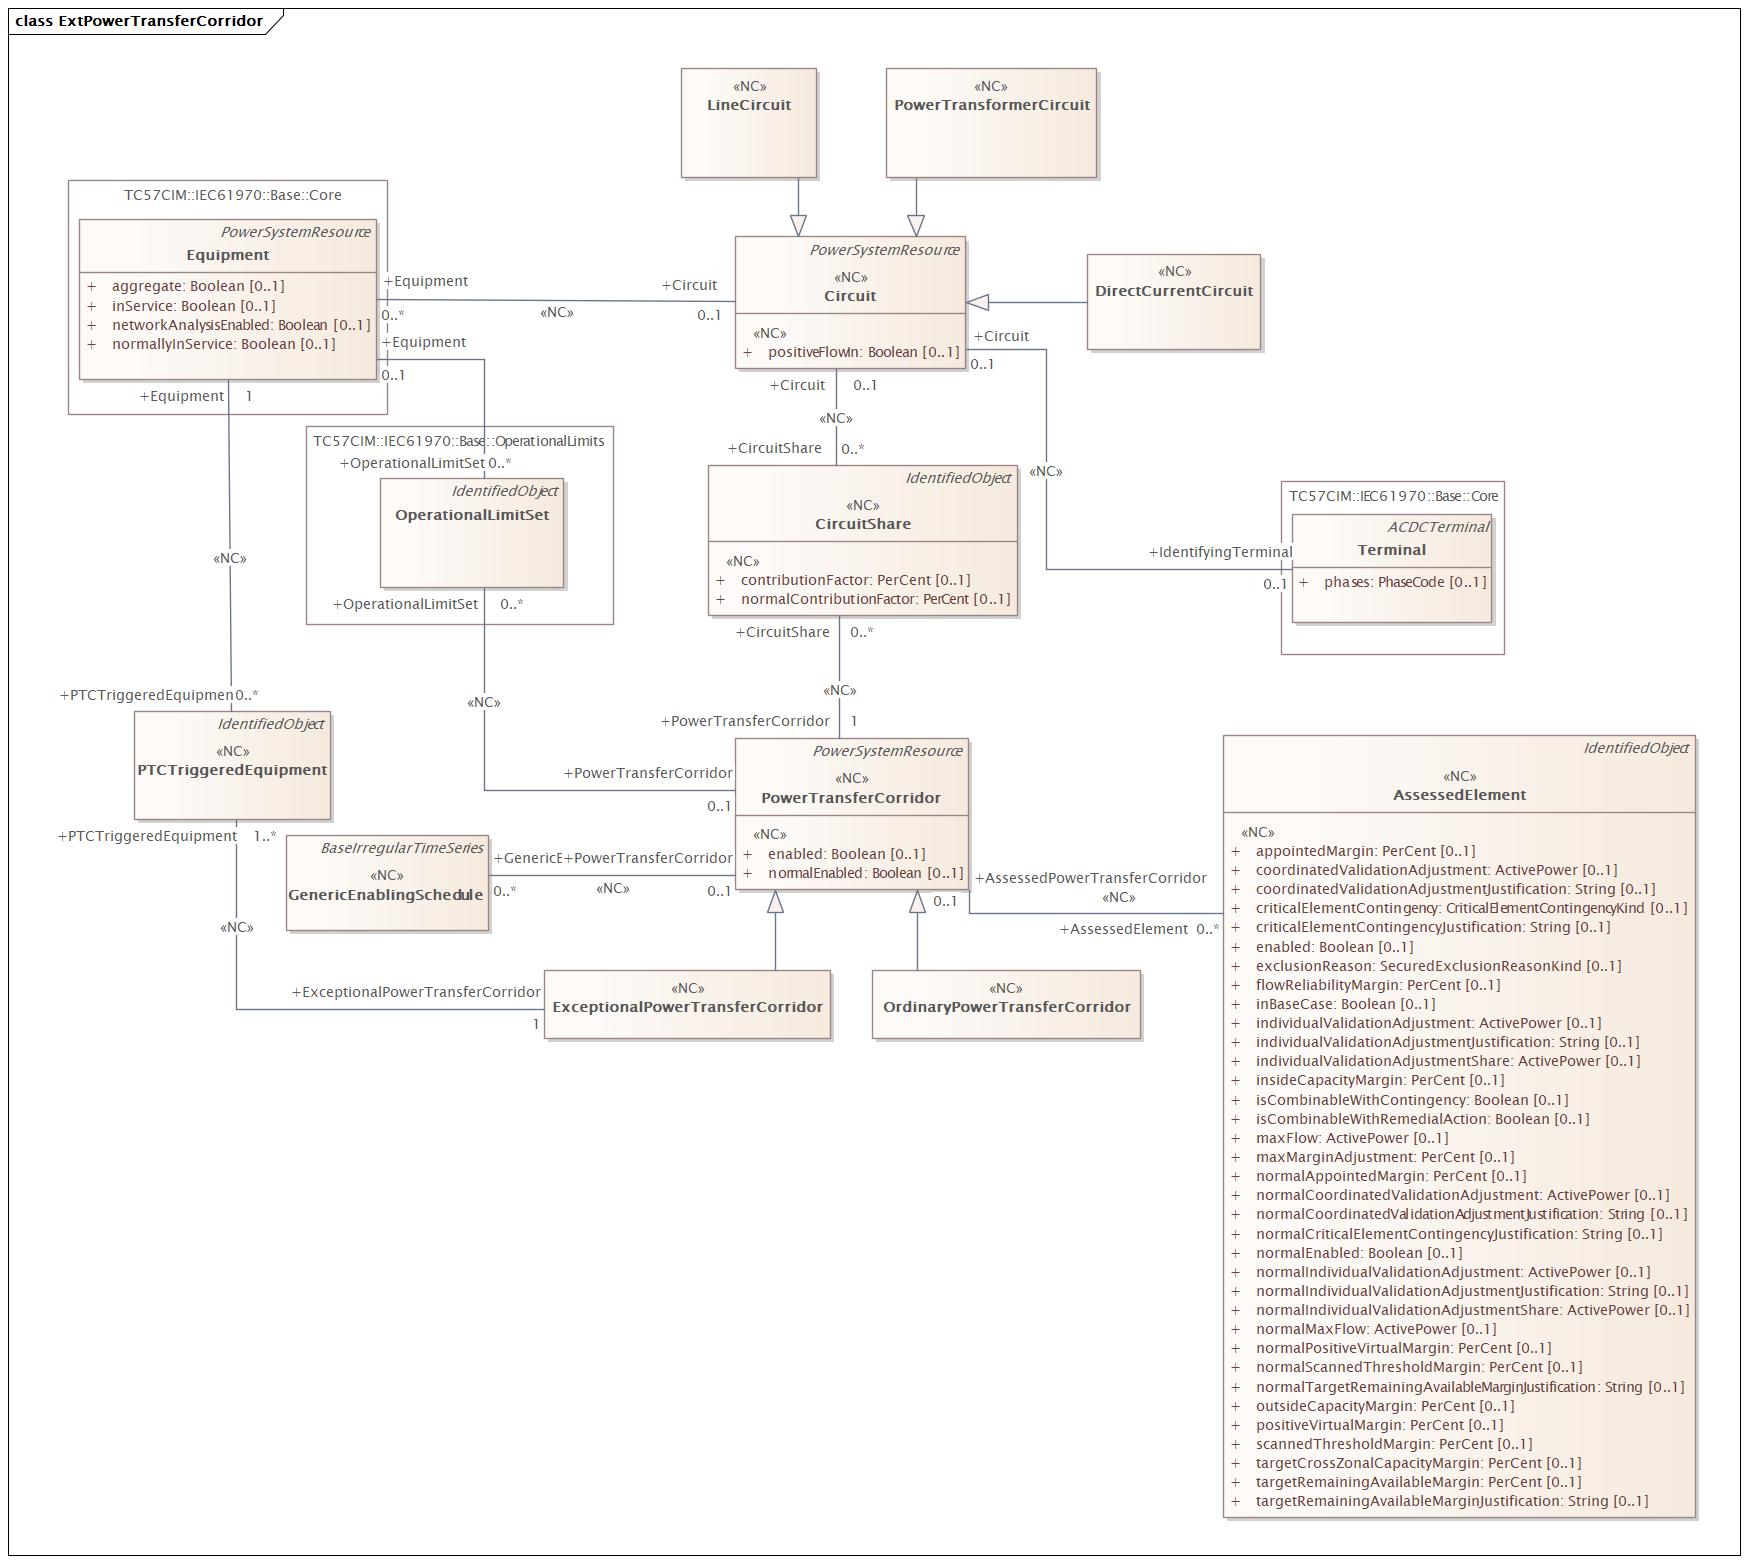 class ExtPowerTransferCorridor
«NC»
LineCircuit
«NC»
PowerTransformerCircuit
TC57CIM::IEC61970::Base::Core
PowerSystemResource
Equipment
+ aggregate: Boolean [0..1]
+ inService: Boolean [0..1]
+ networkAnalysisEnabled: Boolean [0..1]
+ normallyInService: Boolean [0..1]
+Equipment
0..*
«NC»
+Circuit
0..1
PowerSystemResource
«NC»
Circuit
«NC»
+ positiveFlowIn: Boolean [0..1]
«NC»
DirectCurrentCircuit
+Equipment
0..1
+Equipment 1
+Circuit
0..1
+Circuit 0..1
«NC»
+CircuitShare 0..*
TC57CIM::IEC61970::Base::OperationalLimits
+OperationalLimitSet 0..*
IdentifiedObject
OperationalLimitSet
+OperationalLimitSet 0..*
IdentifiedObject
«NC»
CircuitShare
«NC»
+ contributionFactor: PerCent [0..1]
+ normalContributionFactor: PerCent [0..1]
«NC»
TC57CIM::IEC61970::Base::Core
ACDCTerminal
Terminal
+ phases: PhaseCode [0..1]
+IdentifyingTerminal
0..1
«NC»
+CircuitShare 0..*
«NC»
+PowerTransferCorridor 1
«NC»
+PTCTriggeredEquipmen 0..*
IdentifiedObject
«NC»
PTCTriggeredEquipment
+PTCTriggeredEquipment 1..*
+PowerTransferCorridor
0..1
PowerSystemResource
«NC»
PowerTransferCorridor
«NC»
+ enabled: Boolean [0..1]
+ normalEnabled: Boolean [0..1]
BaseIrregularTimeSeries
«NC»
GenericEnablingSchedule
+GenericE +PowerTransferCorridor
0..* «NC» 0..1
+AssessedPowerTransferCorridor
0..1 «NC»
+AssessedElement 0..*
«NC»
+ExceptionalPowerTransferCorridor
1
«NC»
ExceptionalPowerTransferCorridor
«NC»
OrdinaryPowerTransferCorridor
IdentifiedObject
«NC»
AssessedElement
«NC»
+ appointedMargin: PerCent [0..1]
+ coordinatedValidationAdjustment: ActivePower [0..1]
+ coordinatedValidationAdjustmentJustification: String [0..1]
+ criticalElementContingency: CriticalElementContingencyKind [0..1]
+ criticalElementContingencyJustification: String [0..1]
+ enabled: Boolean [0..1]
+ exclusionReason: SecuredExclusionReasonKind [0..1]
+ flowReliabilityMargin: PerCent [0..1]
+ inBaseCase: Boolean [0..1]
+ individualValidationAdjustment: ActivePower [0..1]
+ individualValidationAdjustmentJustification: String [0..1]
+ individualValidationAdjustmentShare: ActivePower [0..1]
+ insideCapacityMargin: PerCent [0..1]
+ isCombinableWithContingency: Boolean [0..1]
+ isCombinableWithRemedialAction: Boolean [0..1]
+ maxFlow: ActivePower [0..1]
+ maxMarginAdjustment: PerCent [0..1]
+ normalAppointedMargin: PerCent [0..1]
+ normalCoordinatedValidationAdjustment: ActivePower [0..1]
+ normalCoordinatedValidationAdjustmentJustification: String [0..1]
+ normalCriticalElementContingencyJustification: String [0..1]
+ normalEnabled: Boolean [0..1]
+ normalIndividualValidationAdjustment: ActivePower [0..1]
+ normalIndividualValidationAdjustmentJustification: String [0..1]
+ normalIndividualValidationAdjustmentShare: ActivePower [0..1]
+ normalMaxFlow: ActivePower [0..1]
+ normalPositiveVirtualMargin: PerCent [0..1]
+ normalScannedThresholdMargin: PerCent [0..1]
+ normalTargetRemainingAvailableMarginJustification: String [0..1]
+ outsideCapacityMargin: PerCent [0..1]
+ positiveVirtualMargin: PerCent [0..1]
+ scannedThresholdMargin: PerCent [0..1]
+ targetCrossZonalCapacityMargin: PerCent [0..1]
+ targetRemainingAvailableMargin: PerCent [0..1]
+ targetRemainingAvailableMarginJustification: String [0..1]